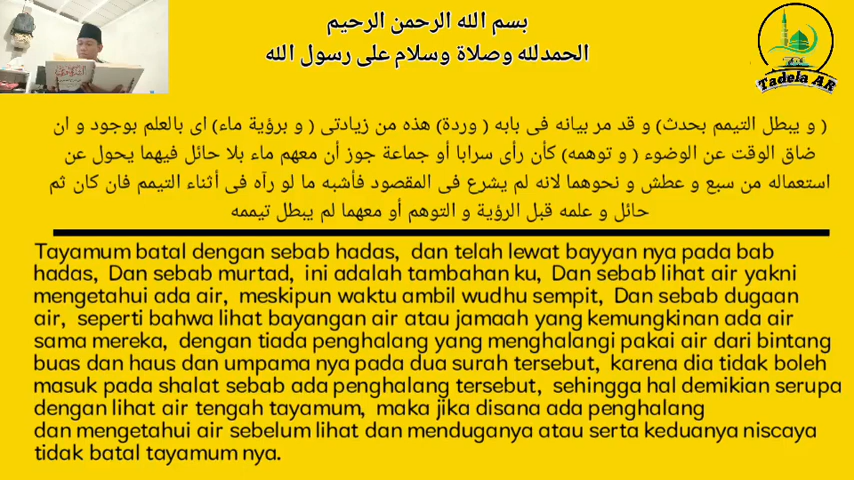 بسم الله الرحمن الرحيم
الحمدلله وصلاة وسلام على رسول الله
Tadela AR
( و يبطل التيمم بحدث) و قد مر بيانه فى بابه ( وردة) هذه من زيادتى ( و برؤية ماء) اى بالعلم بوجود و ان
ضاق الوقت عن الوضوء ( و توهمه) كأن رأى سرابا أو جماعة جوز أن معهم ماء بلا حائل فيهما يحول عن
استعماله من سبع و عطش و نحوهما لانه لم يشرع فى المقصود فأشبه ما لو رآه فى أثناء التيمم فان كان ثم
حائل و علمه قبل الرؤية و التوهم أو معهما لم يبطل تيممه
Tayamum batal dengan sebab hadas, dan telah lewat bayyan nya pada bab
hadas, Dan sebab murtad, ini adalah tambahan ku, Dan sebab lihat air yakni
mengetahui ada air, meskipun waktu ambil wudhu sempit, Dan sebab dugaan
air, seperti bahwa lihat bayangan air atau jamaah yang kemungkinan ada air
sama mereka, dengan tiada penghalang yang menghalangi pakai air dari bintang
buas dan haus dan umpama nya pada dua surah tersebut, karena dia tidak boleh
masuk pada shalat sebab ada penghalang tersebut, sehingga hal demikian serupa
dengan lihat air tengah tayamum, maka jika disana ada penghalang
dan mengetahui air sebelum lihat dan menduganya atau serta keduanya niscaya
tidak batal tayamum nya.